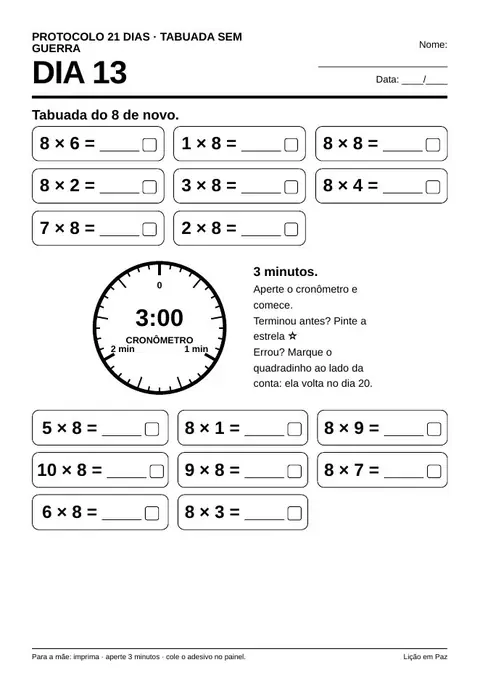 PROTOCOLO 21 DIAS · TABUADA SEM
GUERRA
DIA 13
Nome:
Data: ____/____
Tabuada do 8 de novo.
8 × 6 = ____
1 × 8 = ____
8 × 8 = ____
8 × 2 = ____
3 × 8 = ____
8 × 4 = ____
7 × 8 = ____
2 × 8 = ____
0
3:00
CRONÔMETRO
2 min
1 min
3 minutos.
Aperte o cronômetro e
comece.
Terminou antes? Pinte a
estrela ☆
Errou? Marque o
quadradinho ao lado da
conta: ela volta no dia 20.
5 × 8 = ____
8 × 1 = ____
8 × 9 = ____
10 × 8 = ____
9 × 8 = ____
8 × 7 = ____
6 × 8 = ____
8 × 3 = ____
Para a mãe: imprima · aperte 3 minutos · cole o adesivo no painel.
Lição em Paz